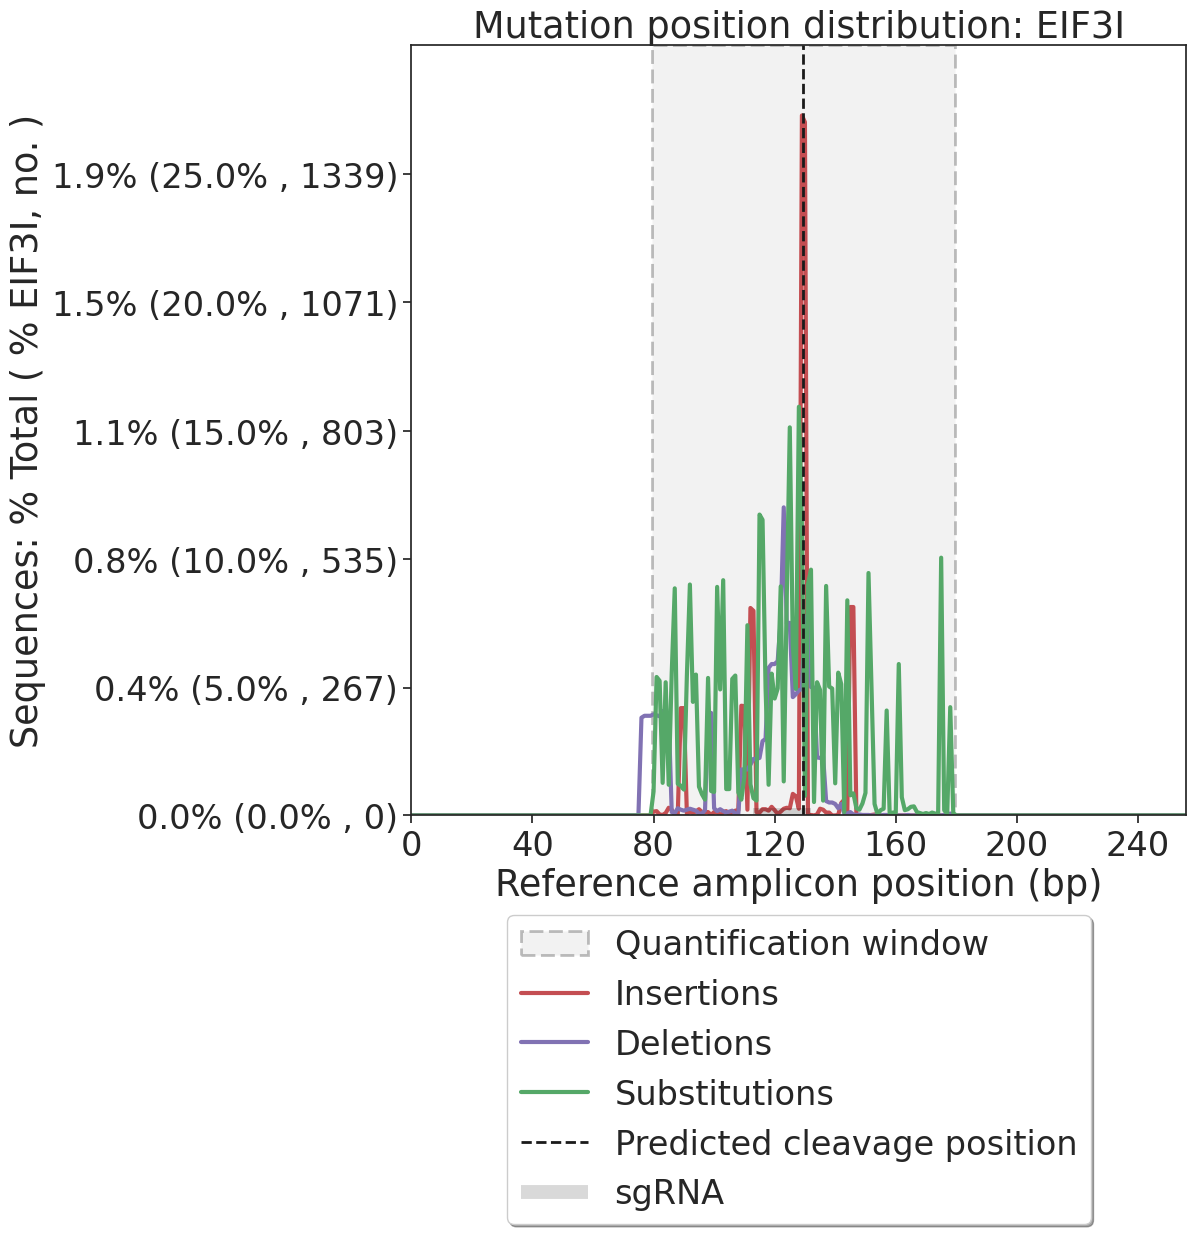 Mutation position distribution: EIF3I
Sequences: % Total ( % EIF3I, no. )
1.9% (25.0% , 1339)
1.5% (20.0% , 1071)
1.1% (15.0% , 803)
0.8% (10.0% , 535)
0.4% (5.0% , 267)
0.0% (0.0% , 0)
0 40 80 120 160 200 240
Reference amplicon position (bp)
Quantification window
Insertions
Deletions
Substitutions
Predicted cleavage position
sgRNA